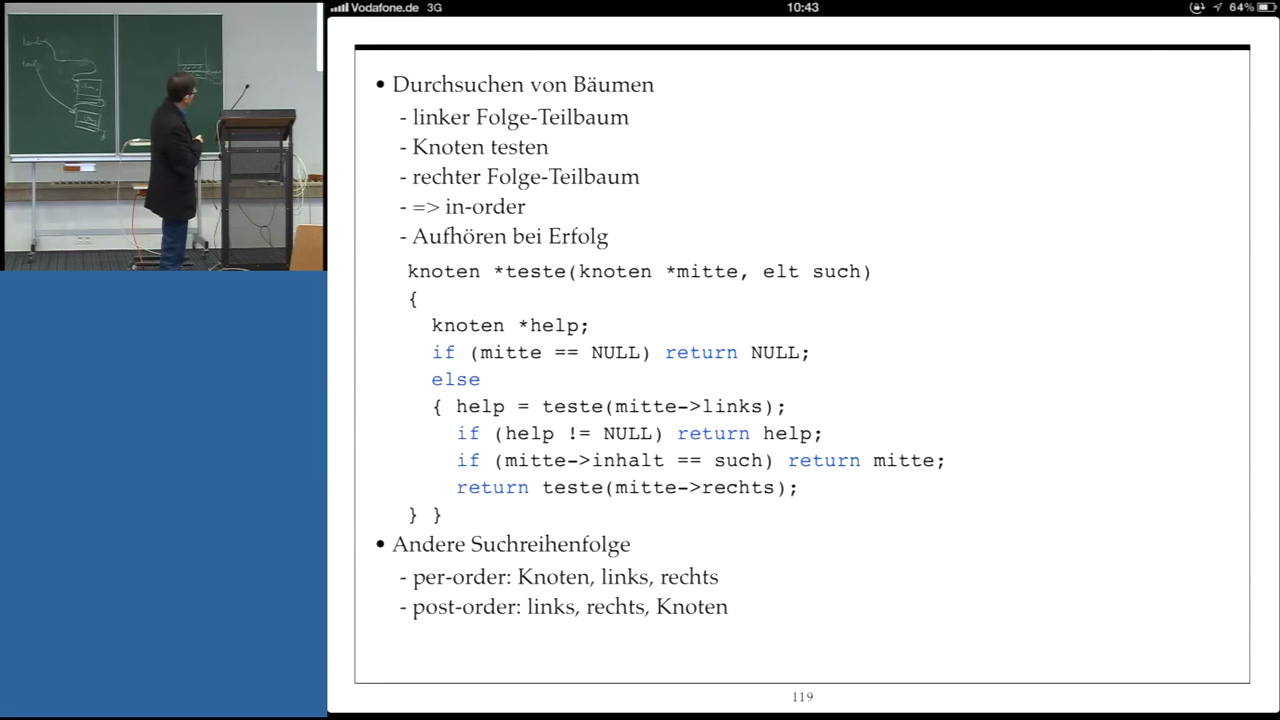 Vodafone.de 3G 10:43 64%
• Durchsuchen von Bäumen
- linker Folge-Teilbaum
- Knoten testen
- rechter Folge-Teilbaum
- => in-order
- Aufhören bei Erfolg
knoten *teste(knoten *mitte, elt such)
{
knoten *help;
if (mitte == NULL) return NULL;
else
{ help = teste(mitte->links);
if (help != NULL) return help;
if (mitte->inhalt == such) return mitte;
return teste(mitte->rechts);
} }
• Andere Suchreihenfolge
- per-order: Knoten, links, rechts
- post-order: links, rechts, Knoten
119